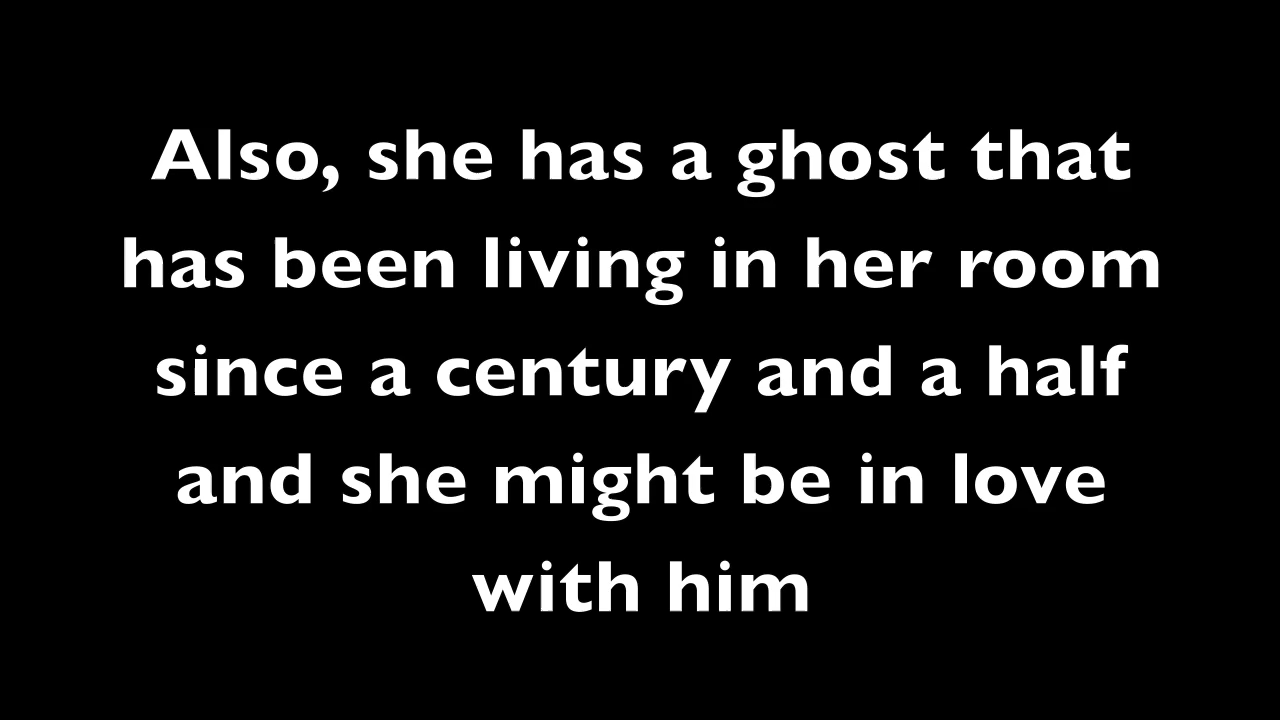 Also, she has a ghost that
has been living in her room
since a century and a half
and she might be in love
with him